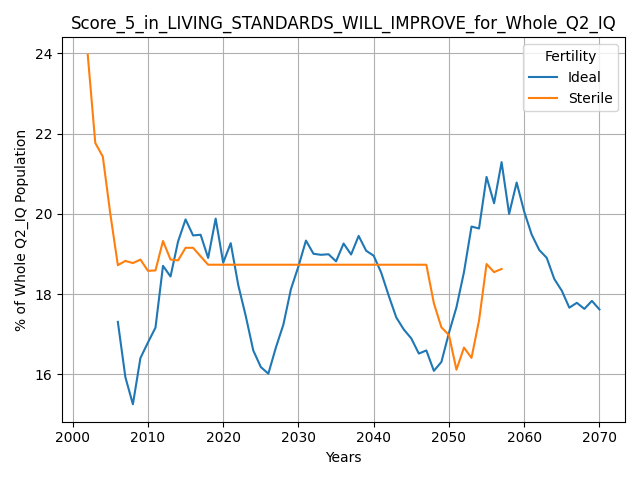 Score_5_in_LIVING_STANDARDS_WILL_IMPROVE_for_Whole_Q2_IQ
Fertility
Ideal
Sterile
% of Whole Q2_IQ Population
24
22
20
18
16
2000 2010 2020 2030 2040 2050 2060 2070
Years